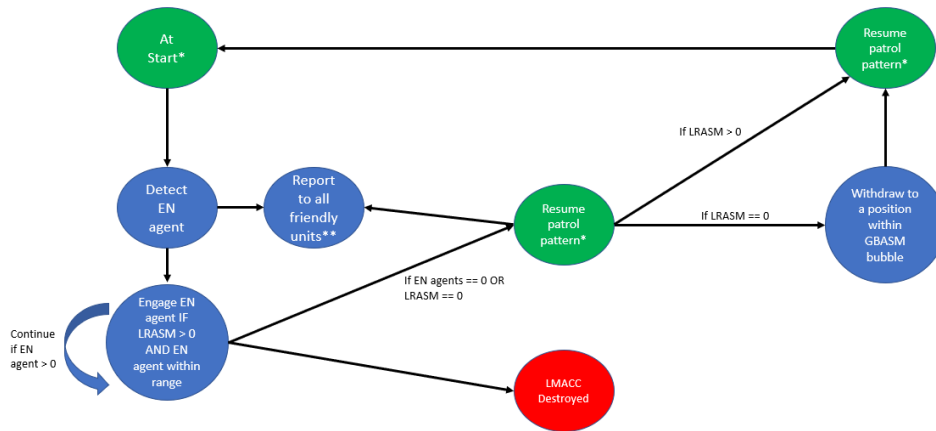 At
Start*
Resume
patrol
pattern*
If LRASM > 0
Detect
EN
agent
Report
to all
friendly
units**
Resume
patrol
pattern*
If LRASM == 0
Withdraw to
a position
within
GBASM
bubble
If EN agents == 0 OR
LRASM == 0
Continue
if EN
agent > 0
Engage EN
agent IF
LRASM > 0
AND EN
agent within
range
LMACC
Destroyed